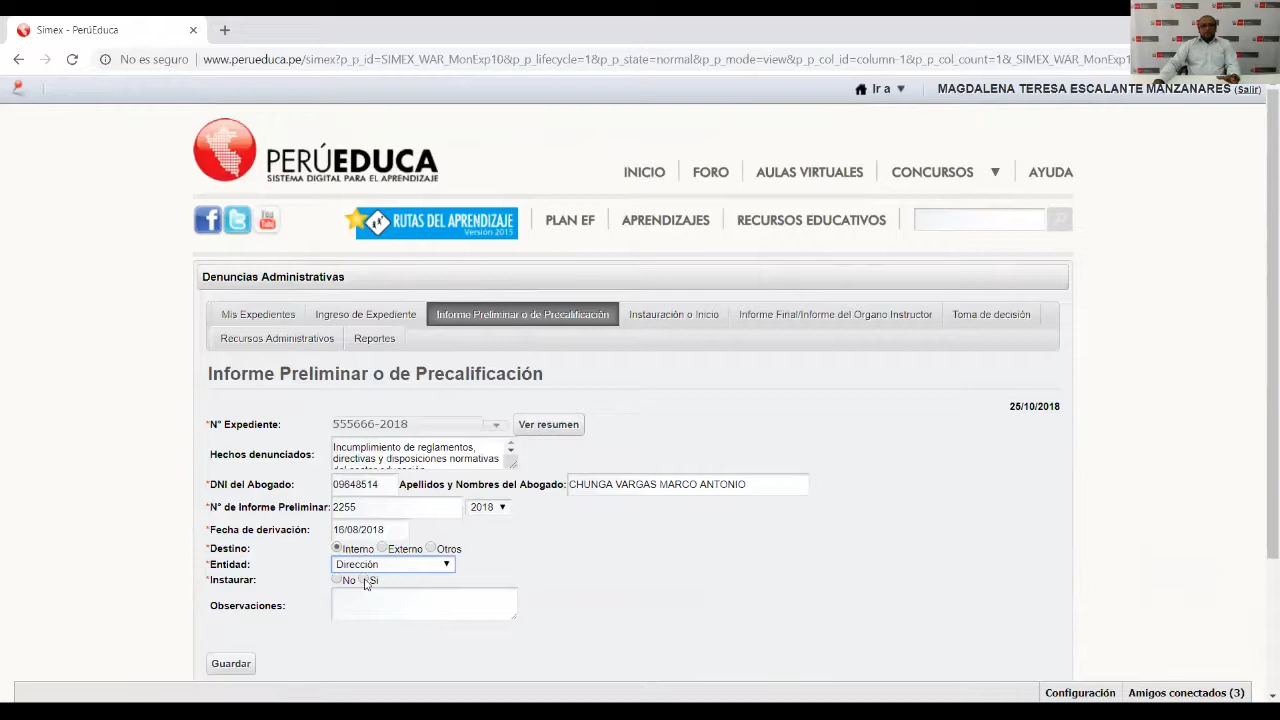 Simex - PerúEduca
No es seguro www.perueduca.pe/simex?p_p_id=SIMEX_WAR_MonExp10&p_p_lifecycle=1&p_p_state=normal&p_p_mode=view&p_p_col_id=column-1&p_p_col_count=1&_SIMEX_WAR_MonExp1
Ir a ▼ MAGDALENA TERESA ESCALANTE MANZANARES (Salir)
PERÚEDUCA
SISTEMA DIGITAL PARA EL APRENDIZAJE
INICIO FORO AULAS VIRTUALES CONCURSOS ▼ AYUDA
RUTAS DEL APRENDIZAJE
Versión 2015
PLAN EF APRENDIZAJES RECURSOS EDUCATIVOS
Denuncias Administrativas
Mis Expedientes Ingreso de Expediente Informe Preliminar o de Precalificación Instauración o Inicio Informe Final/Informe del Organo Instructor Toma de decisión
Recursos Administrativos Reportes
Informe Preliminar o de Precalificación
25/10/2018
*N° Expediente: 555666-2018 Ver resumen
Hechos denunciados: Incumplimiento de reglamentos,
directivas y disposiciones normativas
del sector educación
*DNI del Abogado: 09848514 Apellidos y Nombres del Abogado: CHUNGA VARGAS MARCO ANTONIO
*N° de Informe Preliminar: 2255 2018 ▼
*Fecha de derivación: 16/08/2018
*Destino: Interno Externo Otros
*Entidad: Dirección ▼
*Instaurar: No Si
Observaciones:
Guardar
Configuración Amigos conectados (3)